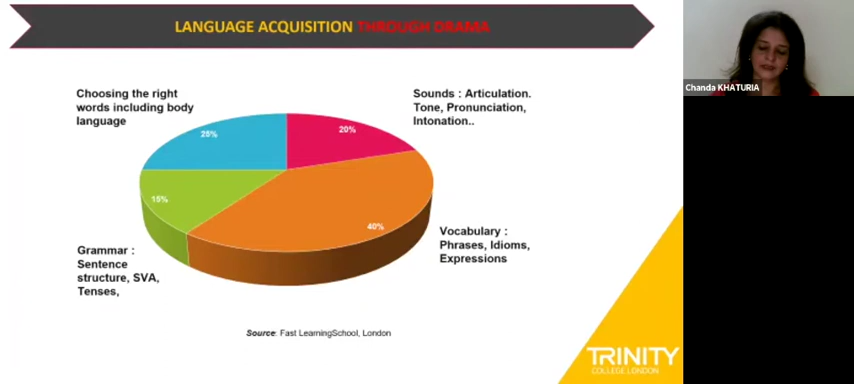 LANGUAGE ACQUISITION THROUGH DRAMA
Chanda KHATURIA
Choosing the right
words including body
language
Sounds : Articulation.
Tone, Pronunciation,
Intonation..
25%
20%
15%
40%
Grammar :
Sentence
structure, SVA,
Tenses,
Vocabulary :
Phrases, Idioms,
Expressions
Source: Fast LearningSchool, London
TRINITY
COLLEGE LONDON